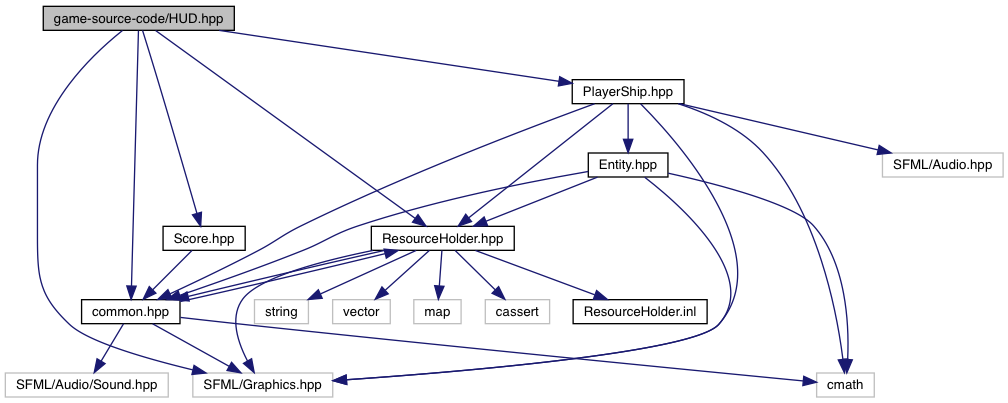 game-source-code/HUD.hpp
PlayerShip.hpp
Entity.hpp
SFML/Audio.hpp
Score.hpp
ResourceHolder.hpp
common.hpp
string
vector
map
cassert
ResourceHolder.inl
SFML/Audio/Sound.hpp
SFML/Graphics.hpp
cmath